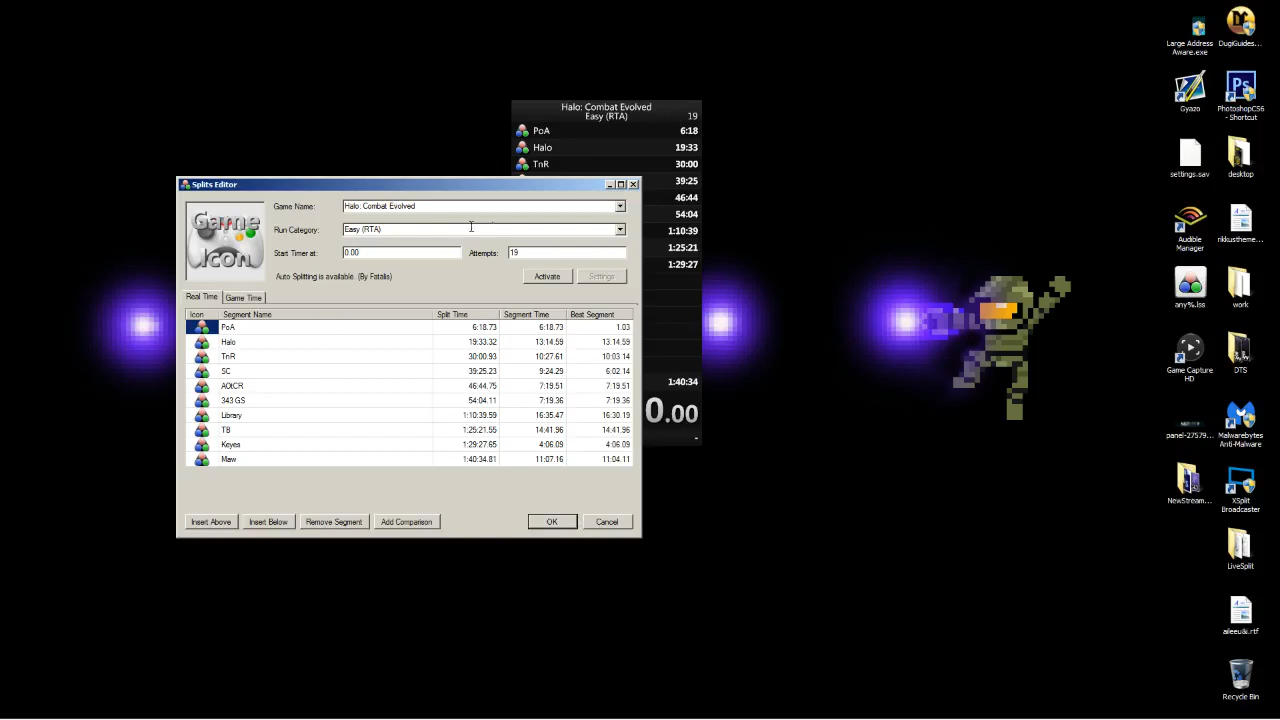 Halo: Combat Evolved
Easy (RTA)
19
PoA 6:18
Halo 19:33
TnR 30:00
39:25
46:44
54:04
1:10:39
1:25:21
1:29:27
1:40:34
0.00
-
Splits Editor
Game Icon
Game Name: Halo: Combat Evolved
Run Category: Easy (RTA)
Start Timer at: 0.00 Attempts: 19
Auto Splitting is available. (By Fatalis) Activate Settings
Real Time Game Time
Icon Segment Name Split Time Segment Time Best Segment
PoA 6:18.73 6:18.73 1.03
Halo 19:33.32 13:14.59 13:14.59
TnR 30:00.93 10:27.61 10:03.14
SC 39:25.23 9:24.29 6:02.14
AOtCR 46:44.75 7:19.51 7:19.51
343 GS 54:04.11 7:19.36 7:19.36
Library 1:10:39.59 16:35.47 16:30.19
TB 1:25:21.55 14:41.96 14:41.96
Keyes 1:29:27.65 4:06.09 4:06.09
Maw 1:40:34.81 11:07.16 11:04.11
Insert Above Insert Below Remove Segment Add Comparison OK Cancel
Large Address Aware.exe
DugiGuides...
Gyazo
PhotoshopCS6 - Shortcut
settings.sav
desktop
Audible Manager
rikkustheme...
any%.lss
work
Game Capture HD
DTS
panel-27579...
Malwarebytes Anti-Malware
NewStream...
XSplit Broadcaster
LiveSplit
Recycle Bin